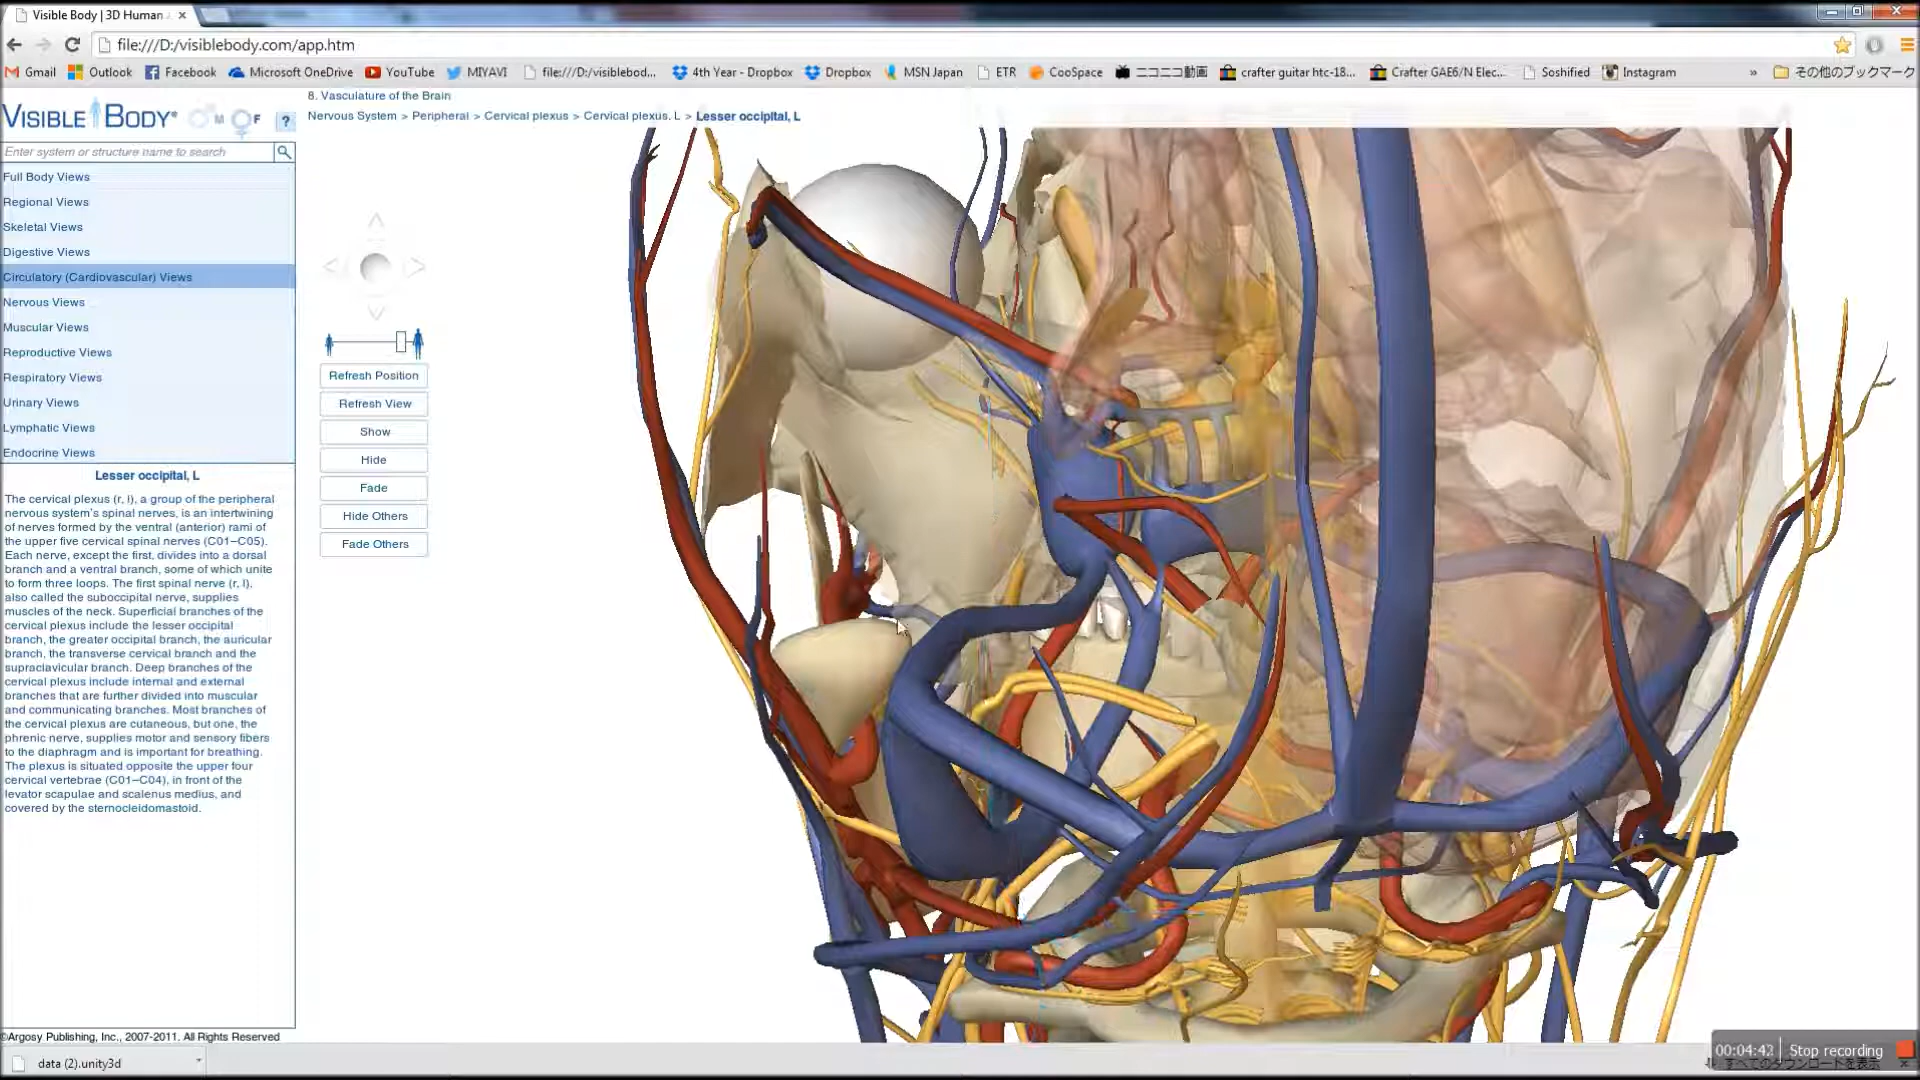 Visible Body | 3D Human
file:///D:/visiblebody.com/app.htm
Gmail Outlook Facebook Microsoft OneDrive YouTube MIYAVI file:///D:/visiblebod... 4th Year - Dropbox Dropbox MSN Japan ETR CooSpace ニコニコ動画 crafter guitar htc-18... Crafter GAE6/N Elec... Soshified Instagram » その他のブックマーク
VISIBLE BODY® M F ?
8. Vasculature of the Brain
Nervous System > Peripheral > Cervical plexus > Cervical plexus. L > Lesser occipital, L
Enter system or structure name to search
Full Body Views
Regional Views
Skeletal Views
Digestive Views
Circulatory (Cardiovascular) Views
Nervous Views
Muscular Views
Reproductive Views
Respiratory Views
Urinary Views
Lymphatic Views
Endocrine Views
Refresh Position
Refresh View
Show
Hide
Fade
Hide Others
Fade Others
Lesser occipital, L
The cervical plexus (r, l), a group of the peripheral
nervous system's spinal nerves, is an intertwining
of nerves formed by the ventral (anterior) rami of
the upper five cervical spinal nerves (C01–C05).
Each nerve, except the first, divides into a dorsal
branch and a ventral branch, some of which unite
to form three loops. The first spinal nerve (r, l),
also called the suboccipital nerve, supplies
muscles of the neck. Superficial branches of the
cervical plexus include the lesser occipital
branch, the greater occipital branch, the auricular
branch, the transverse cervical branch and the
supraclavicular branch. Deep branches of the
cervical plexus include internal and external
branches that are further divided into muscular
and communicating branches. Most branches of
the cervical plexus are cutaneous, but one, the
phrenic nerve, supplies motor and sensory fibers
to the diaphragm and is important for breathing.
The plexus is situated opposite the upper four
cervical vertebrae (C01–C04), in front of the
levator scapulae and scalenus medius, and
covered by the sternocleidomastoid.
©Argosy Publishing, Inc., 2007-2011. All Rights Reserved
data (2).unity3d
00:04:42 Stop recording
すべてのダウンロードを表示